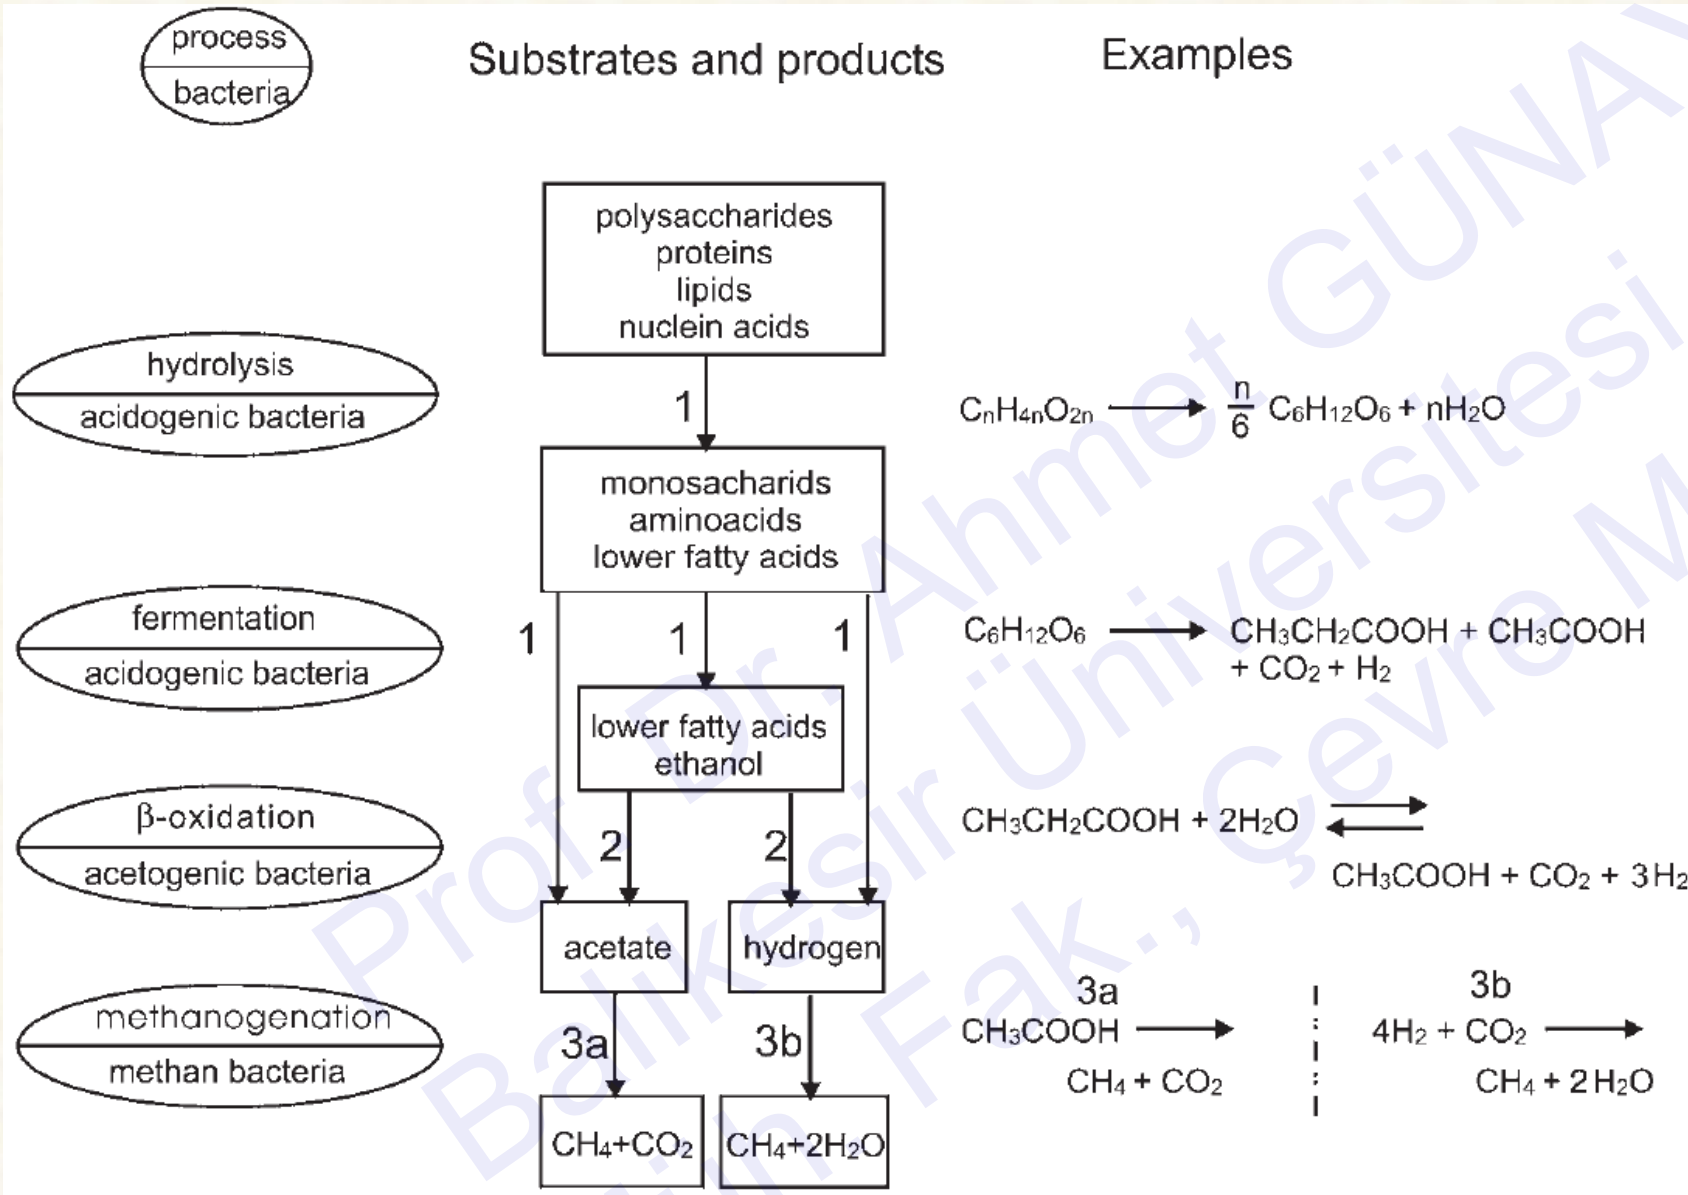 process
bacteria
Substrates and products
Examples
polysaccharides
proteins
lipids
nuclein acids
hydrolysis
acidogenic bacteria
1
CₙH₄ₙO₂ₙ ⟶ n/6 C₆H₁₂O₆ + nH₂O
monosacharids
aminoacids
lower fatty acids
fermentation
acidogenic bacteria
1
1
1
C₆H₁₂O₆ ⟶ CH₃CH₂COOH + CH₃COOH
+ CO₂ + H₂
lower fatty acids
ethanol
β-oxidation
acetogenic bacteria
2
2
CH₃CH₂COOH + 2H₂O ⇄
CH₃COOH + CO₂ + 3H₂
acetate
hydrogen
methanogenation
methan bacteria
3a
3b
3a
CH₃COOH ⟶
CH₄ + CO₂
3b
4H₂ + CO₂ ⟶
CH₄ + 2H₂O
CH₄+CO₂
CH₄+2H₂O
Prof. Dr. Ahmet GÜNAY
Balıkesir Üniversitesi
Fak., Çevre M